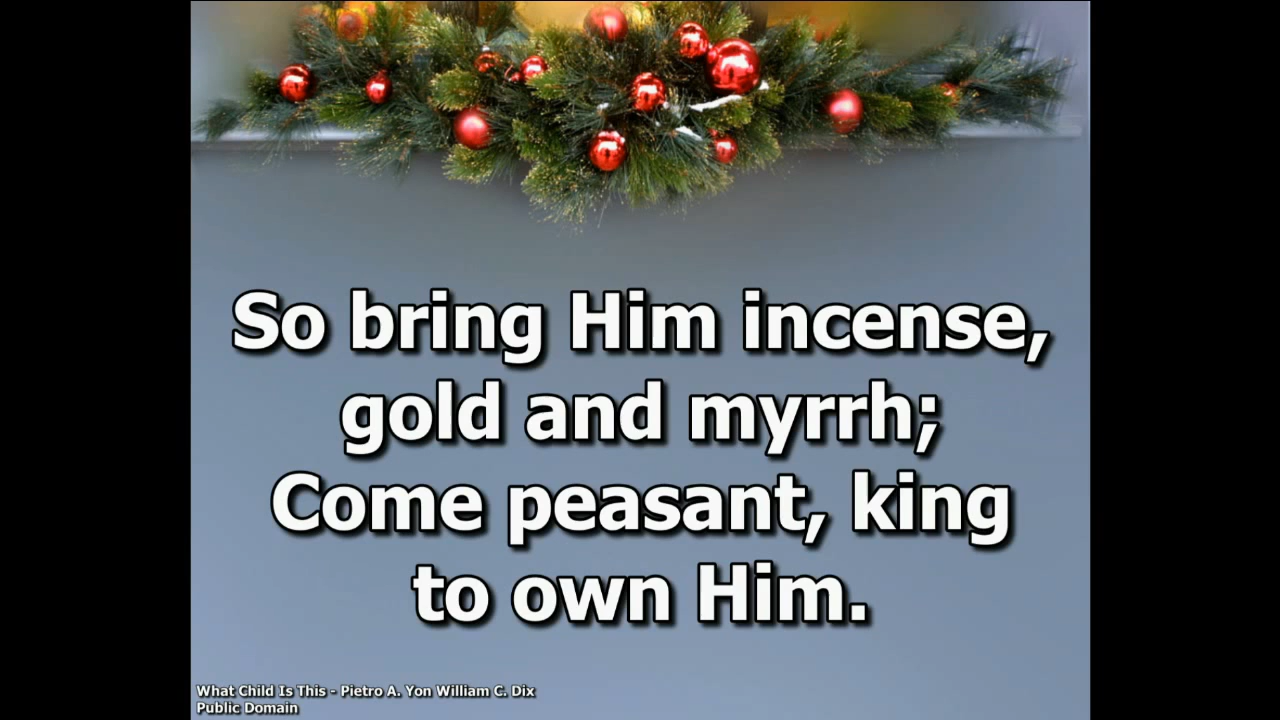 So bring Him incense,
gold and myrrh;
Come peasant, king
to own Him.
What Child Is This - Pietro A. Yon William C. Dix
Public Domain